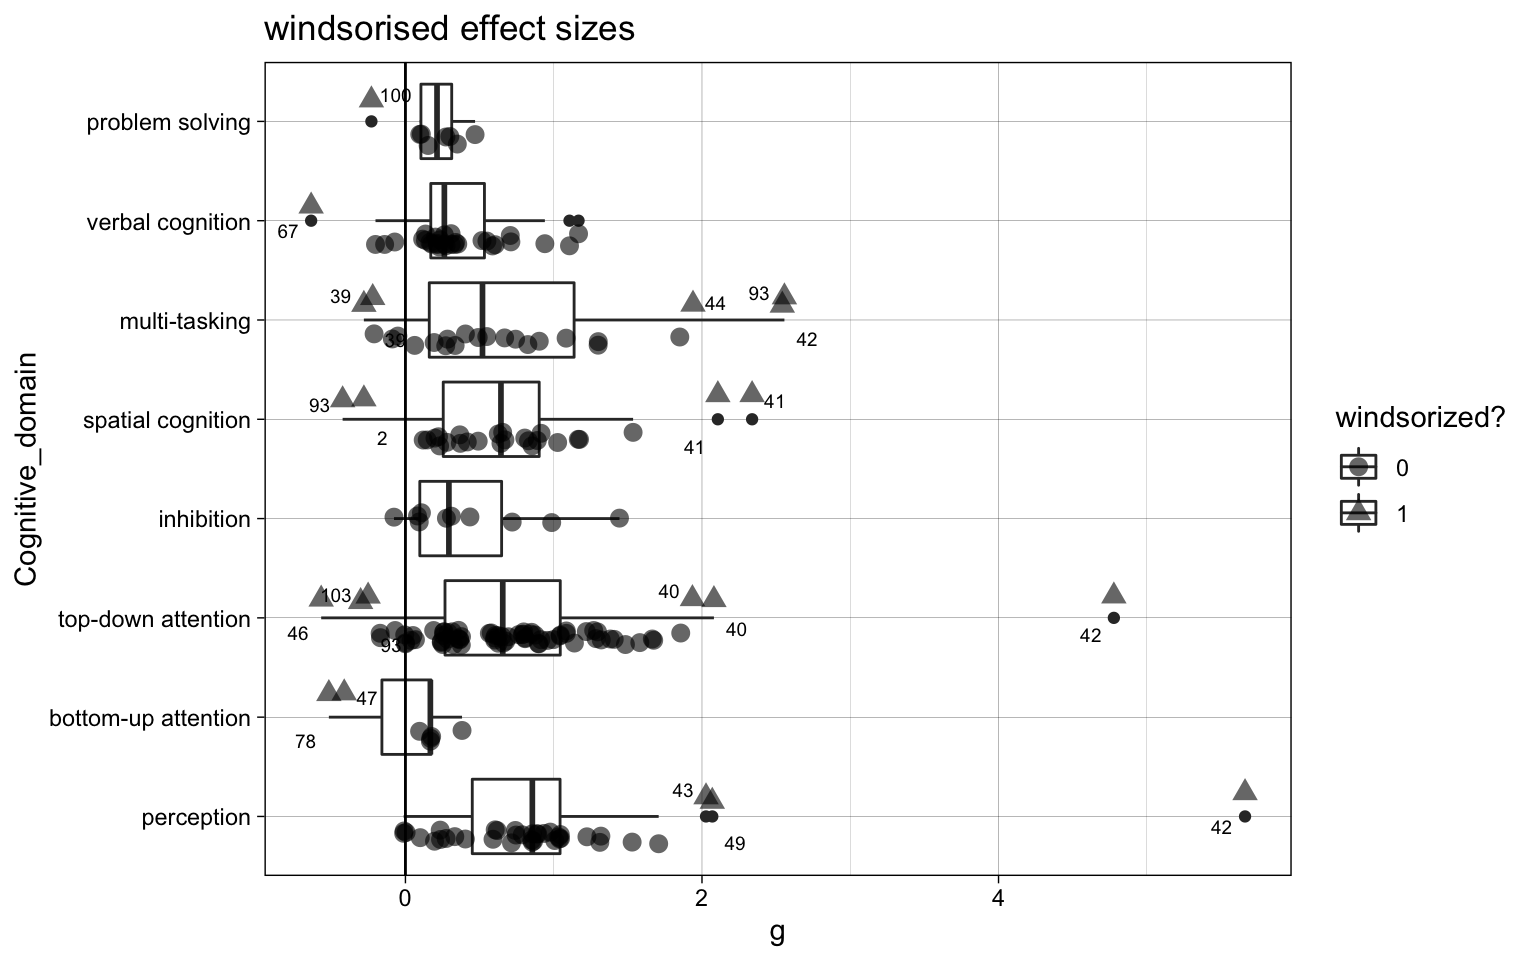 windsorised effect sizes
problem solving
100
verbal cognition
67
multi-tasking
39
39
44
93
42
spatial cognition
93
2
41
41
inhibition
top-down attention
103
46
93
40
40
42
bottom-up attention
47
78
perception
43
49
42
Cognitive_domain
0
2
4
g
windsorized?
0
1